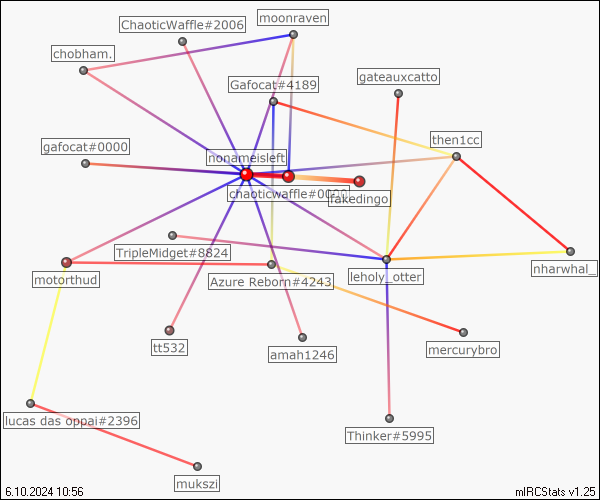 moonraven
ChaoticWaffle#2006
chobham.
gateauxcatto
Gafocat#4189
then1cc
gafocat#0000
nonameisleft
chaoticwaffle#0000
fakedingo
TripleMidget#8824
nharwhal_
motorthud
Azure Reborn#4243
leholy_otter
tt532
amah1246
mercurybro
lucas das oppai#2396
Thinker#5995
mukszi
6.10.2024 10:56
mIRCStats v1.25